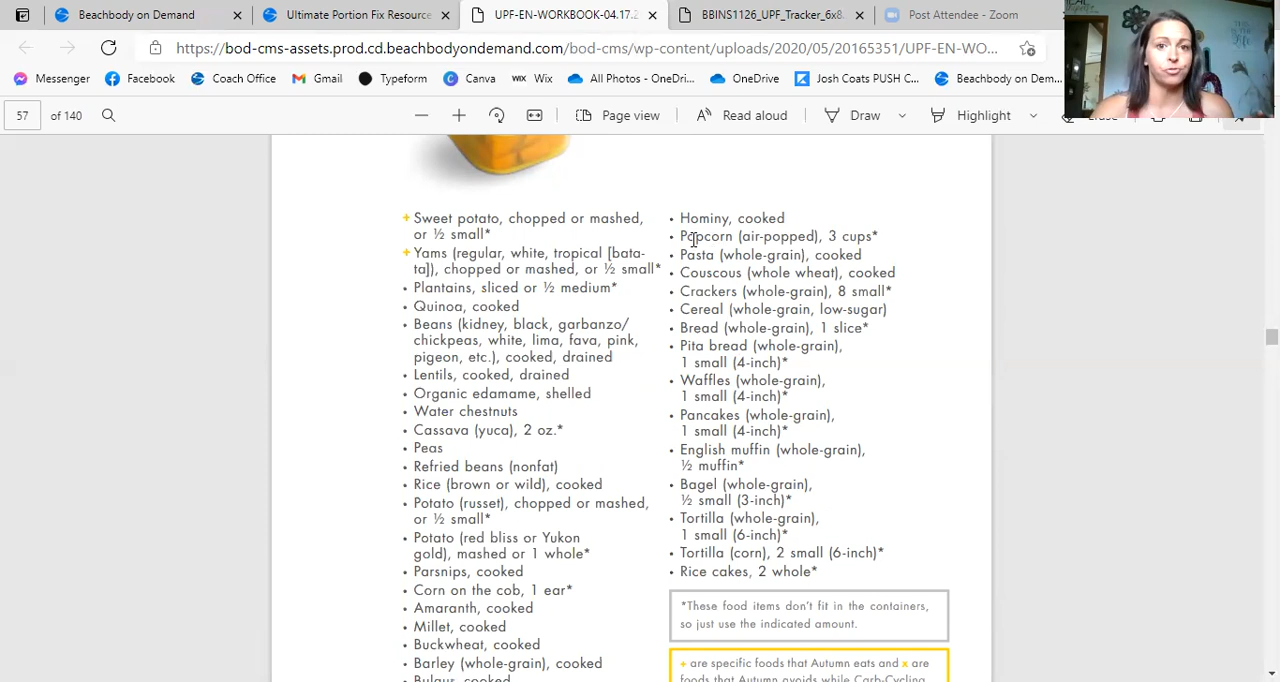 Beachbody on Demand
Ultimate Portion Fix Resource
UPF-EN-WORKBOOK-04.17.2
BBINS1126_UPF_Tracker_6x8
Post Attendee - Zoom
https://bod-cms-assets.prod.cd.beachbodyondemand.com/bod-cms/wp-content/uploads/2020/05/20165351/UPF-EN-WO...
Messenger
Facebook
Coach Office
Gmail
Typeform
Canva
WIX Wix
All Photos - OneDri...
OneDrive
Josh Coats PUSH C...
Beachbody on Dem...
57 of 140
Page view
Read aloud
Draw
Highlight
+ Sweet potato, chopped or mashed,
or ½ small*
+ Yams (regular, white, tropical [bata-
ta]), chopped or mashed, or ½ small*
• Plantains, sliced or ½ medium*
• Quinoa, cooked
• Beans (kidney, black, garbanzo/
chickpeas, white, lima, fava, pink,
pigeon, etc.), cooked, drained
• Lentils, cooked, drained
• Organic edamame, shelled
• Water chestnuts
• Cassava (yuca), 2 oz.*
• Peas
• Refried beans (nonfat)
• Rice (brown or wild), cooked
• Potato (russet), chopped or mashed,
or ½ small*
• Potato (red bliss or Yukon
gold), mashed or 1 whole*
• Parsnips, cooked
• Corn on the cob, 1 ear*
• Amaranth, cooked
• Millet, cooked
• Buckwheat, cooked
• Barley (whole-grain), cooked
• Bulgur, cooked
• Hominy, cooked
• Popcorn (air-popped), 3 cups*
• Pasta (whole-grain), cooked
• Couscous (whole wheat), cooked
• Crackers (whole-grain), 8 small*
• Cereal (whole-grain, low-sugar)
• Bread (whole-grain), 1 slice*
• Pita bread (whole-grain),
1 small (4-inch)*
• Waffles (whole-grain),
1 small (4-inch)*
• Pancakes (whole-grain),
1 small (4-inch)*
• English muffin (whole-grain),
½ muffin*
• Bagel (whole-grain),
½ small (3-inch)*
• Tortilla (whole-grain),
1 small (6-inch)*
• Tortilla (corn), 2 small (6-inch)*
• Rice cakes, 2 whole*
*These food items don't fit in the containers,
so just use the indicated amount.
+ are specific foods that Autumn eats and x are
foods that Autumn avoids while Carb-Cycling